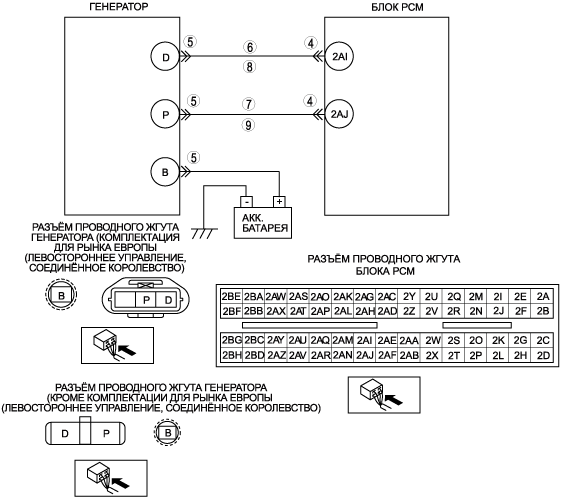 ГЕНЕРАТОР
БЛОК PCM
D
5
6
8
4
2AI
P
5
7
9
4
2AJ
B
5
- +
АКК.
БАТАРЕЯ
РАЗЪЁМ ПРОВОДНОГО ЖГУТА
ГЕНЕРАТОРА (КОМПЛЕКТАЦИЯ
ДЛЯ РЫНКА ЕВРОПЫ
(ЛЕВОСТОРОННЕЕ УПРАВЛЕНИЕ,
СОЕДИНЁННОЕ КОРОЛЕВСТВО)
B
P D
РАЗЪЁМ ПРОВОДНОГО ЖГУТА
БЛОКА PCM
2BE 2BA 2AW 2AS 2AO 2AK 2AG 2AC 2Y 2U 2Q 2M 2I 2E 2A
2BF 2BB 2AX 2AT 2AP 2AL 2AH 2AD 2Z 2V 2R 2N 2J 2F 2B
2BG 2BC 2AY 2AU 2AQ 2AM 2AI 2AE 2AA 2W 2S 2O 2K 2G 2C
2BH 2BD 2AZ 2AV 2AR 2AN 2AJ 2AF 2AB 2X 2T 2P 2L 2H 2D
РАЗЪЁМ ПРОВОДНОГО ЖГУТА ГЕНЕРАТОРА
(КРОМЕ КОМПЛЕКТАЦИИ ДЛЯ РЫНКА ЕВРОПЫ
(ЛЕВОСТОРОННЕЕ УПРАВЛЕНИЕ, СОЕДИНЁННОЕ КОРОЛЕВСТВО)
D P
B